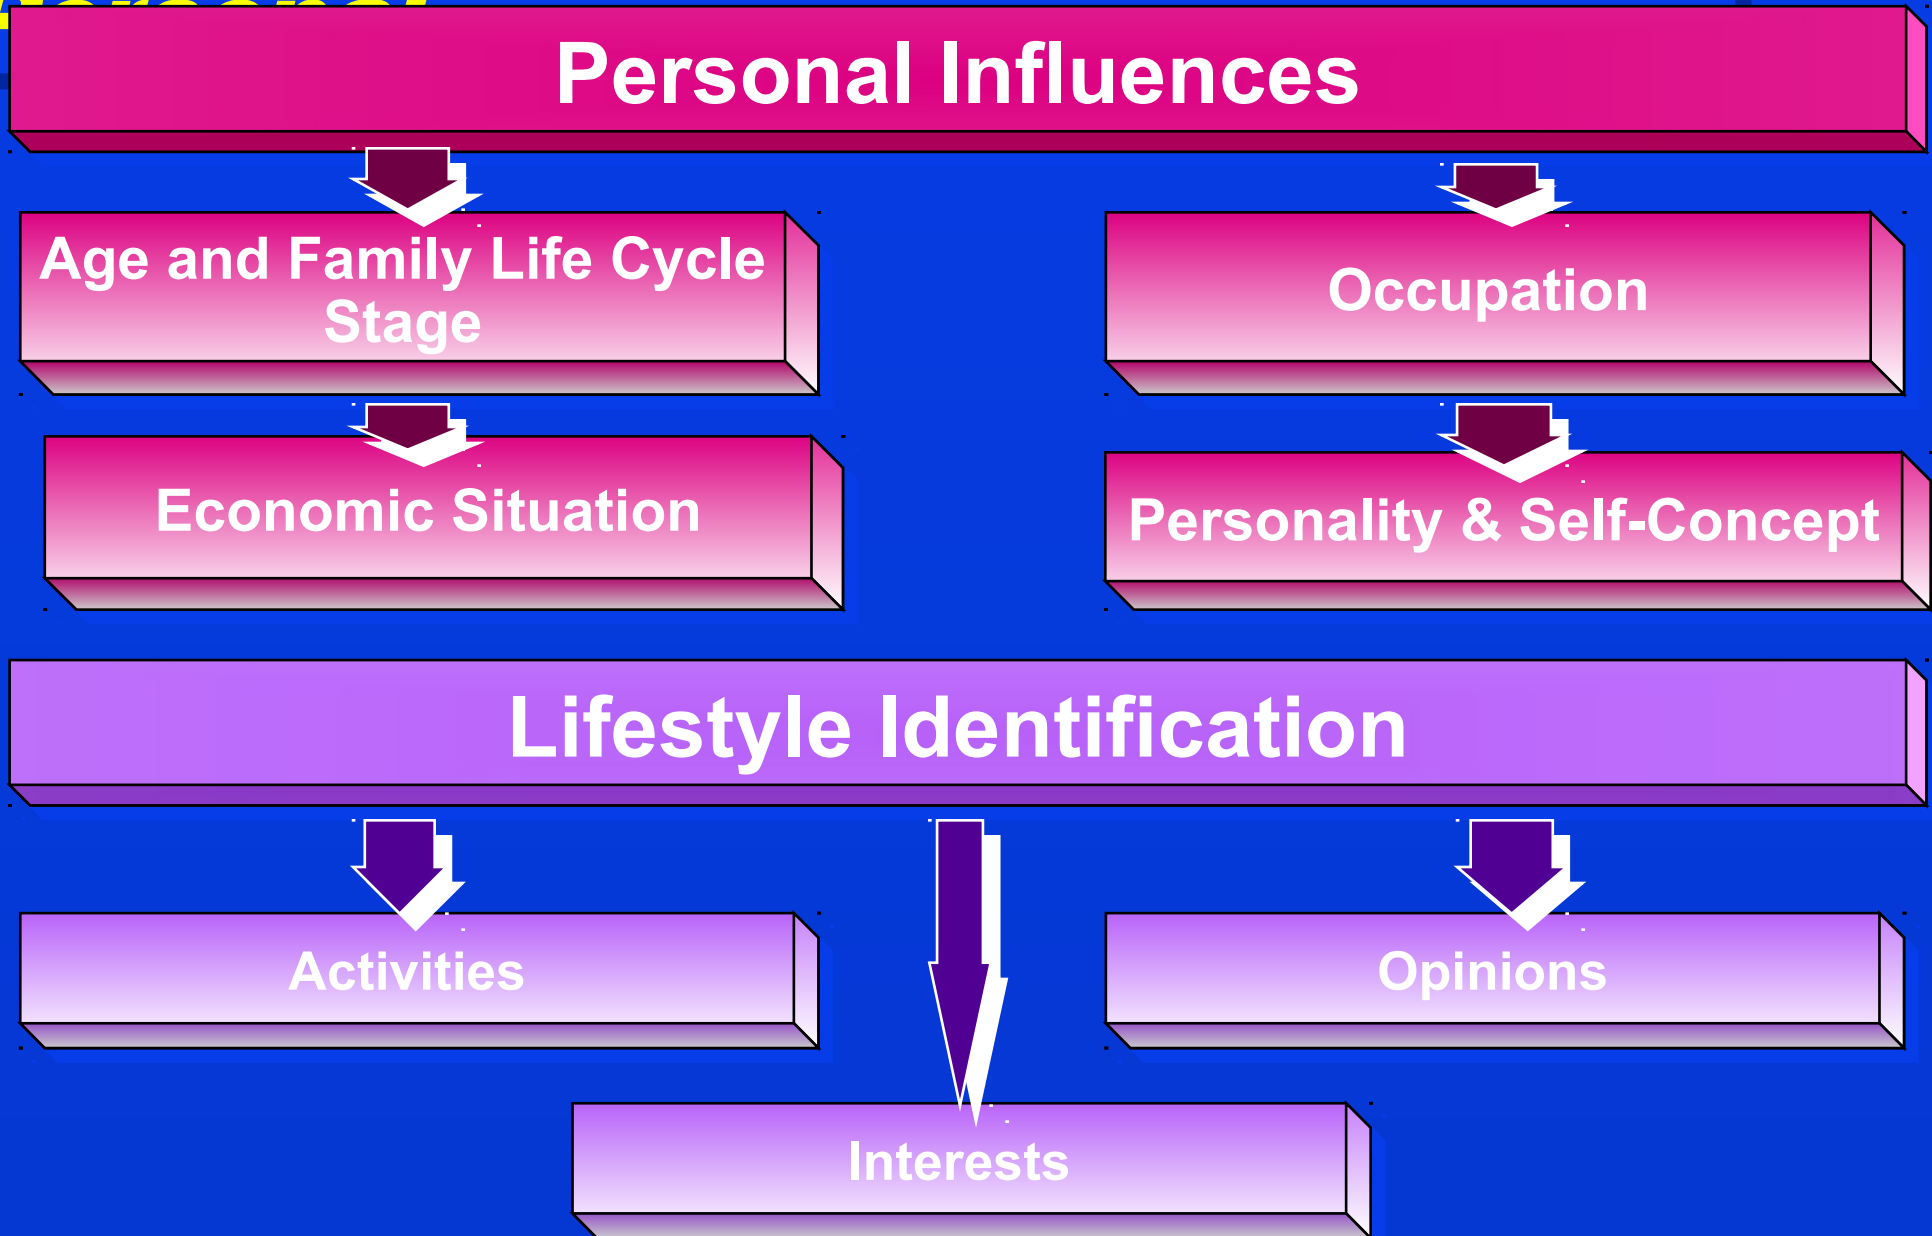 Personal Influences
Age and Family Life Cycle
Stage
Occupation
Economic Situation
Personality & Self-Concept
Lifestyle Identification
Activities
Opinions
Interests